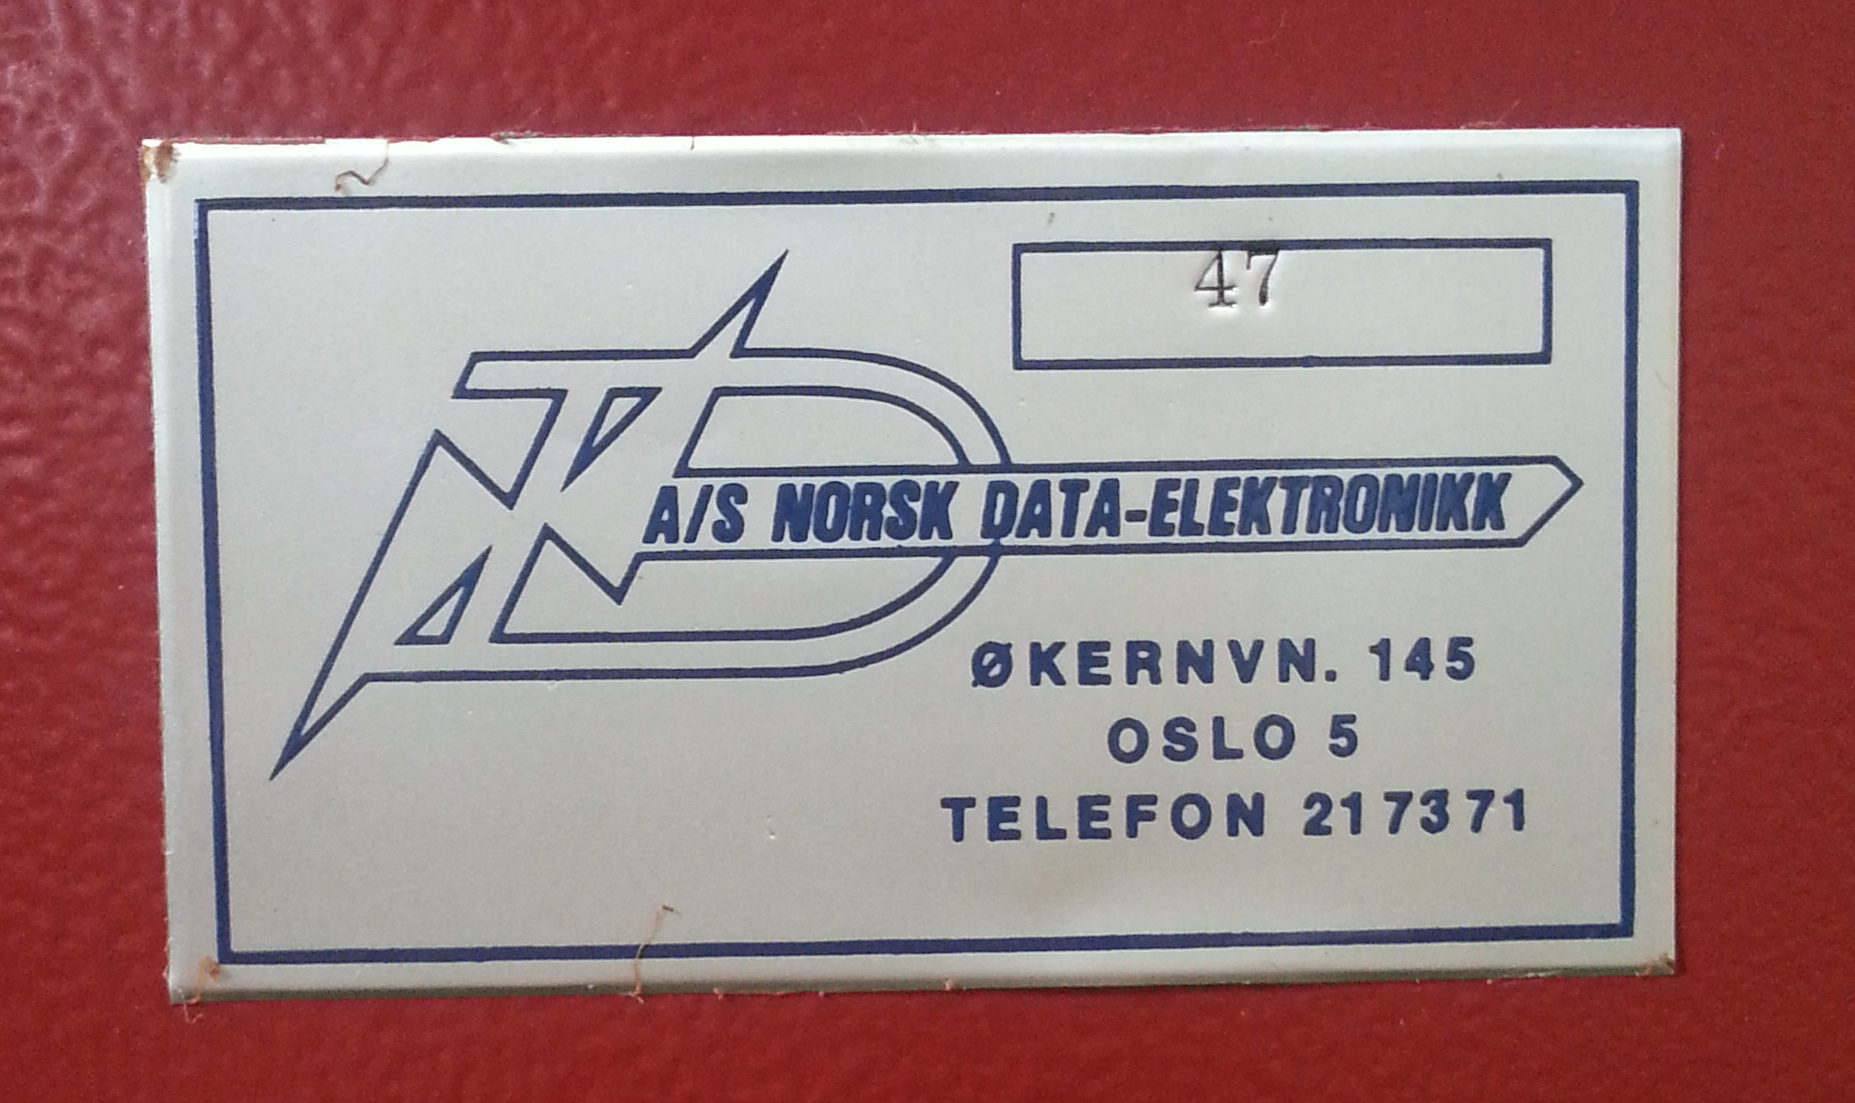 47
A/S NORSK DATA-ELEKTRONIKK
ØKERNVN. 145
OSLO 5
TELEFON 217371